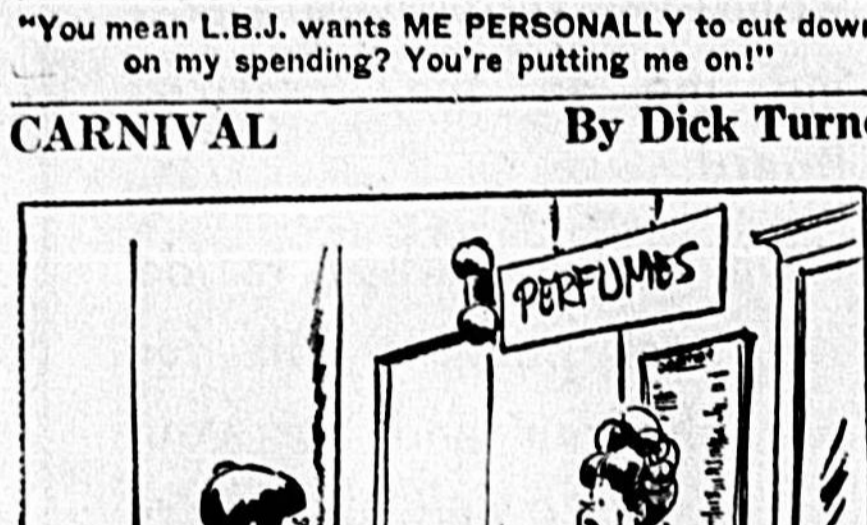 "You mean L.B.J. wants ME PERSONALLY to cut down
on my spending? You're putting me on!"
CARNIVAL By Dick Turne
PERFUMES